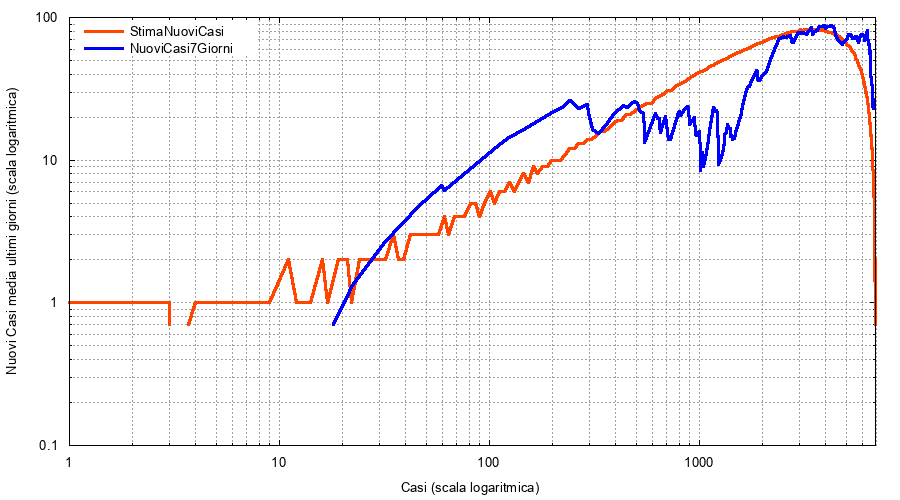 100
StimaNuoviCasi
NuoviCasi7Giorni
10
1
0.1
Nuovi Casi media ultimi giorni (scala logaritmica)
1 10 100 1000
Casi (scala logaritmica)